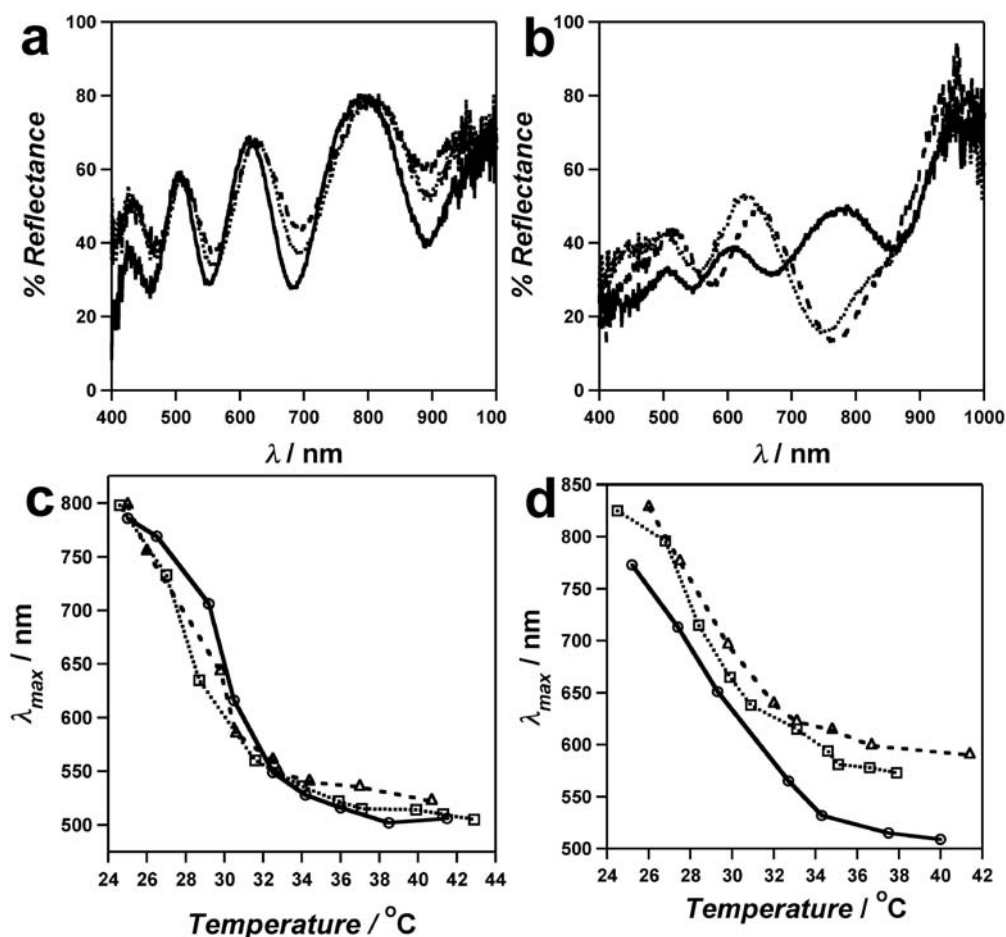 a
b
100
80
60
40
20
0
% Reflectance
400 500 600 700 800 900 100
λ / nm
100
80
60
40
20
0
% Reflectance
400 500 600 700 800 900 1000
λ / nm
c
d
800
750
700
650
600
550
500
λmax / nm
24 26 28 30 32 34 36 38 40 42 44
Temperature / °C
850
800
750
700
650
600
550
500
λmax / nm
24 26 28 30 32 34 36 38 40 42
Temperature / °C